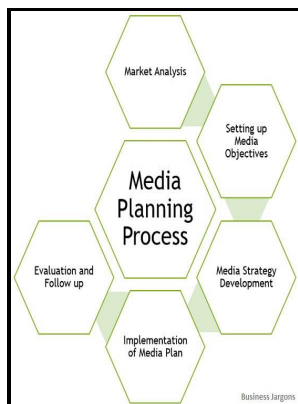 Market Analysis
Setting up
Media
Objectives
Media
Planning
Process
Media Strategy
Development
Implementation
of Media Plan
Evaluation and
Follow up
Business Jargons